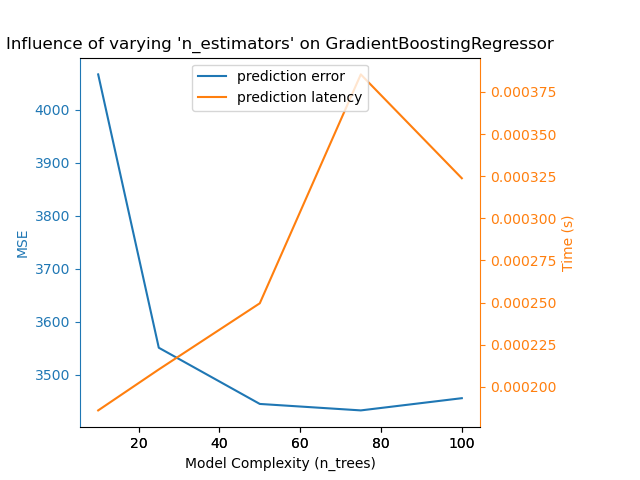 Influence of varying 'n_estimators' on GradientBoostingRegressor
prediction error
prediction latency
4000
3900
3800
3700
3600
3500
MSE
0.000375
0.000350
0.000325
0.000300
0.000275
0.000250
0.000225
0.000200
Time (s)
20 40 60 80 100
Model Complexity (n_trees)